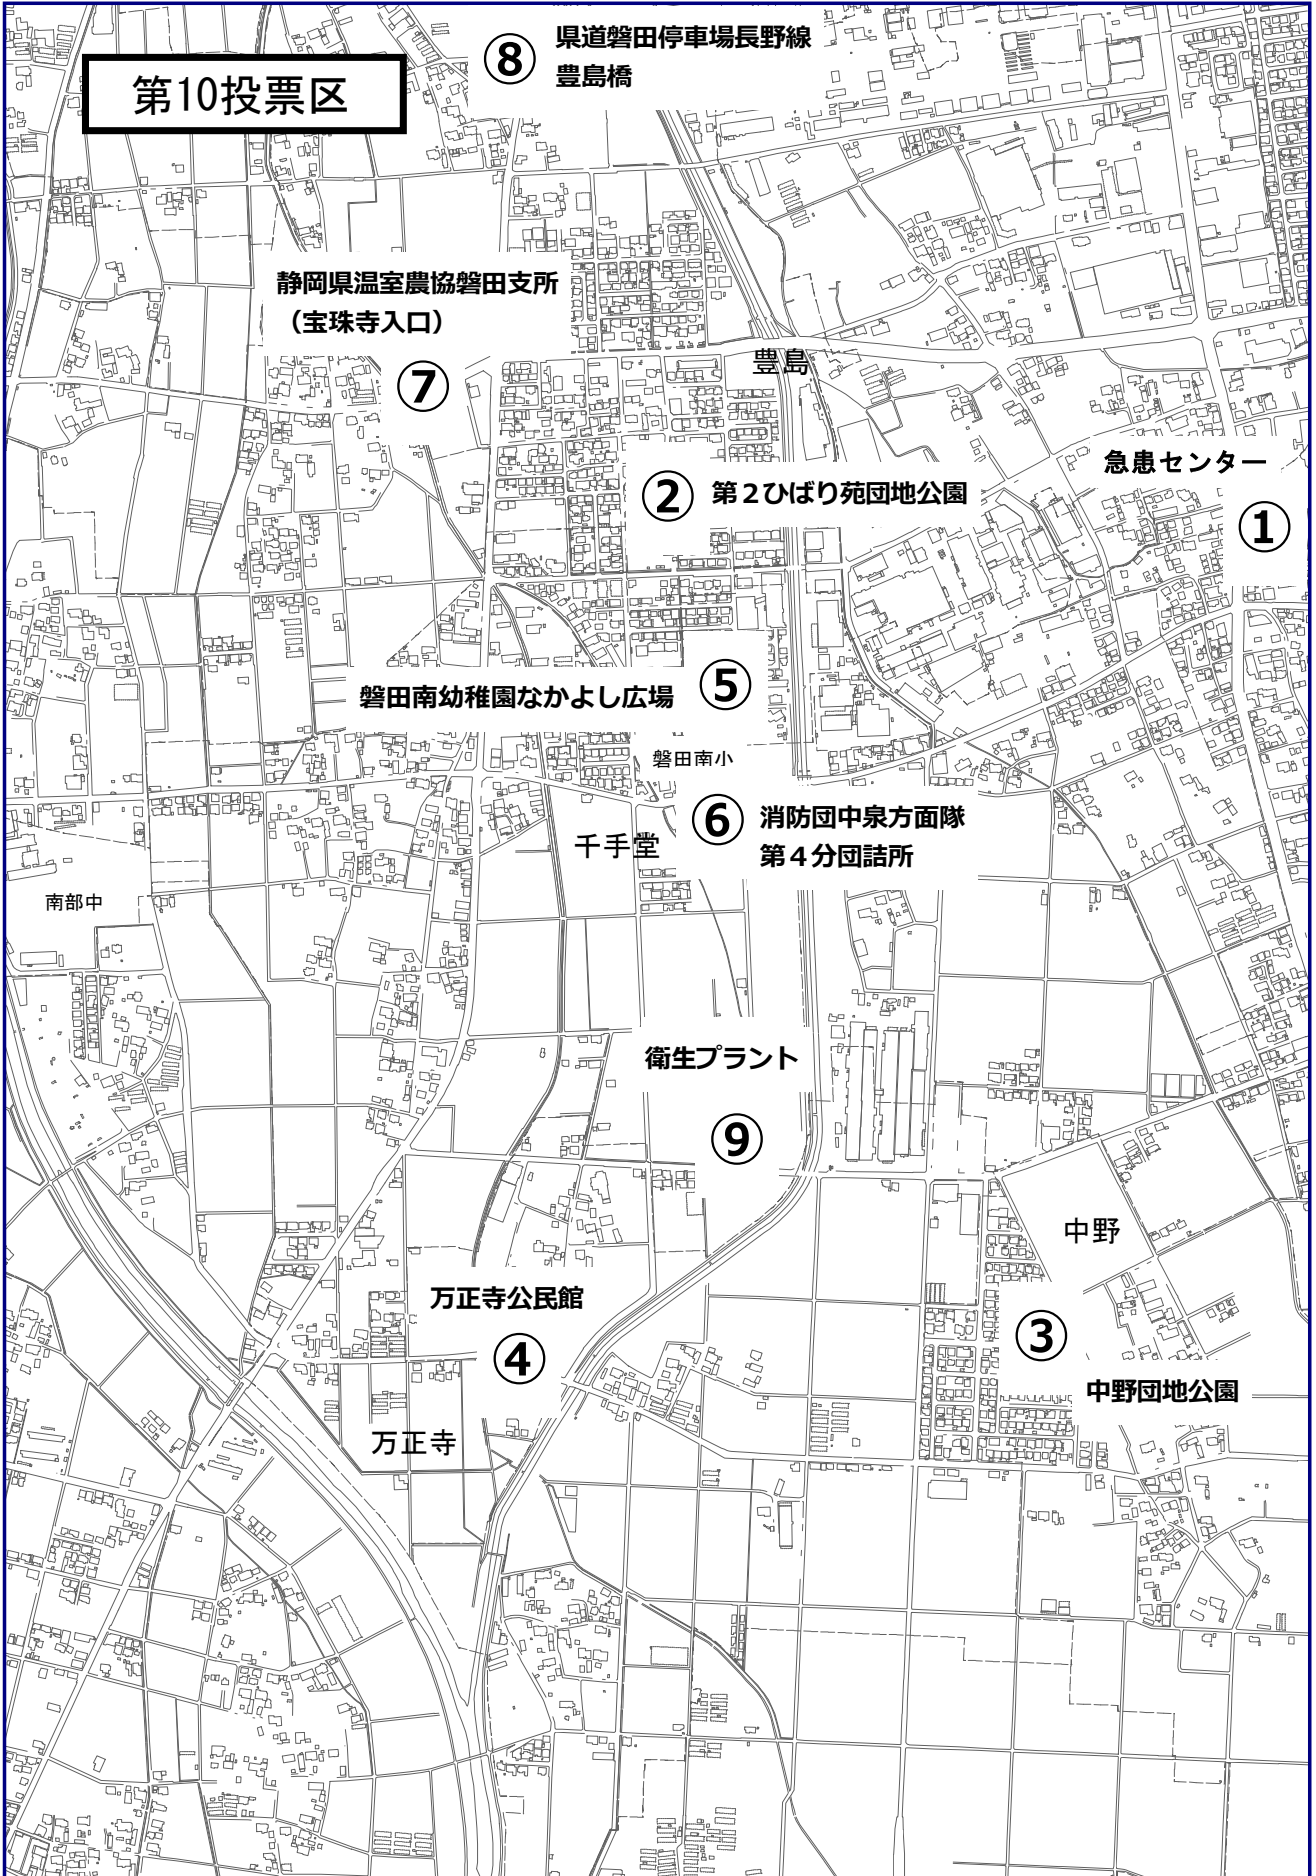 第10投票区
⑧
県道磐田停車場長野線
豊島橋
静岡県温室農協磐田支所
（宝珠寺入口）
⑦
豊島
急患センター
①
② 第２ひばり苑団地公園
磐田南幼稚園なかよし広場 ⑤
磐田南小
⑥
消防団中泉方面隊
第４分団詰所
千手堂
南部中
衛生プラント
⑨
中野
万正寺公民館
④
③
中野団地公園
万正寺